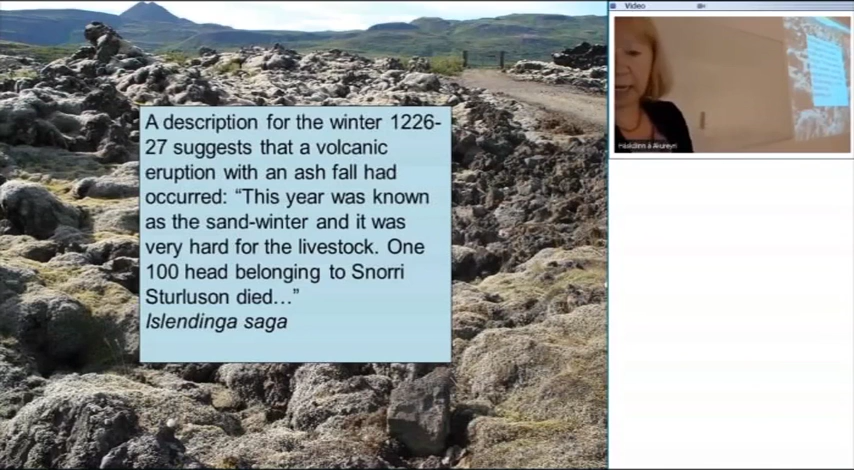 Video
A description for the winter 1226-
27 suggests that a volcanic
eruption with an ash fall had
occurred: “This year was known
as the sand-winter and it was
very hard for the livestock. One
100 head belonging to Snorri
Sturluson died…”
Islendinga saga
Háskólinn á Akureyri